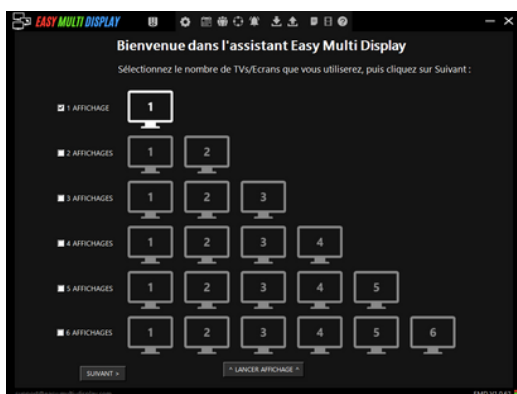 EASY MULTI DISPLAY
Bienvenue dans l'assistant Easy Multi Display
Sélectionnez le nombre de TVs/Ecrans que vous utiliserez, puis cliquez sur Suivant :
1 AFFICHAGE 1
2 AFFICHAGES 1 2
3 AFFICHAGES 1 2 3
4 AFFICHAGES 1 2 3 4
5 AFFICHAGES 1 2 3 4 5
6 AFFICHAGES 1 2 3 4 5 6
SUIVANT > ^ LANCER AFFICHAGE ^